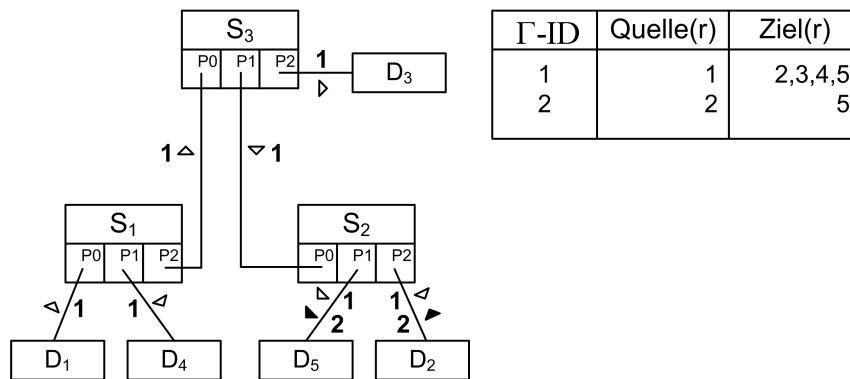 S3
P0 P1 P2
1
D3
1
1
S1
P0 P1 P2
S2
P0 P1 P2
1
1
1
2
1
2
D1
D4
D5
D2
Γ-ID Quelle(r) Ziel(r)
1 1 2,3,4,5
2 2 5